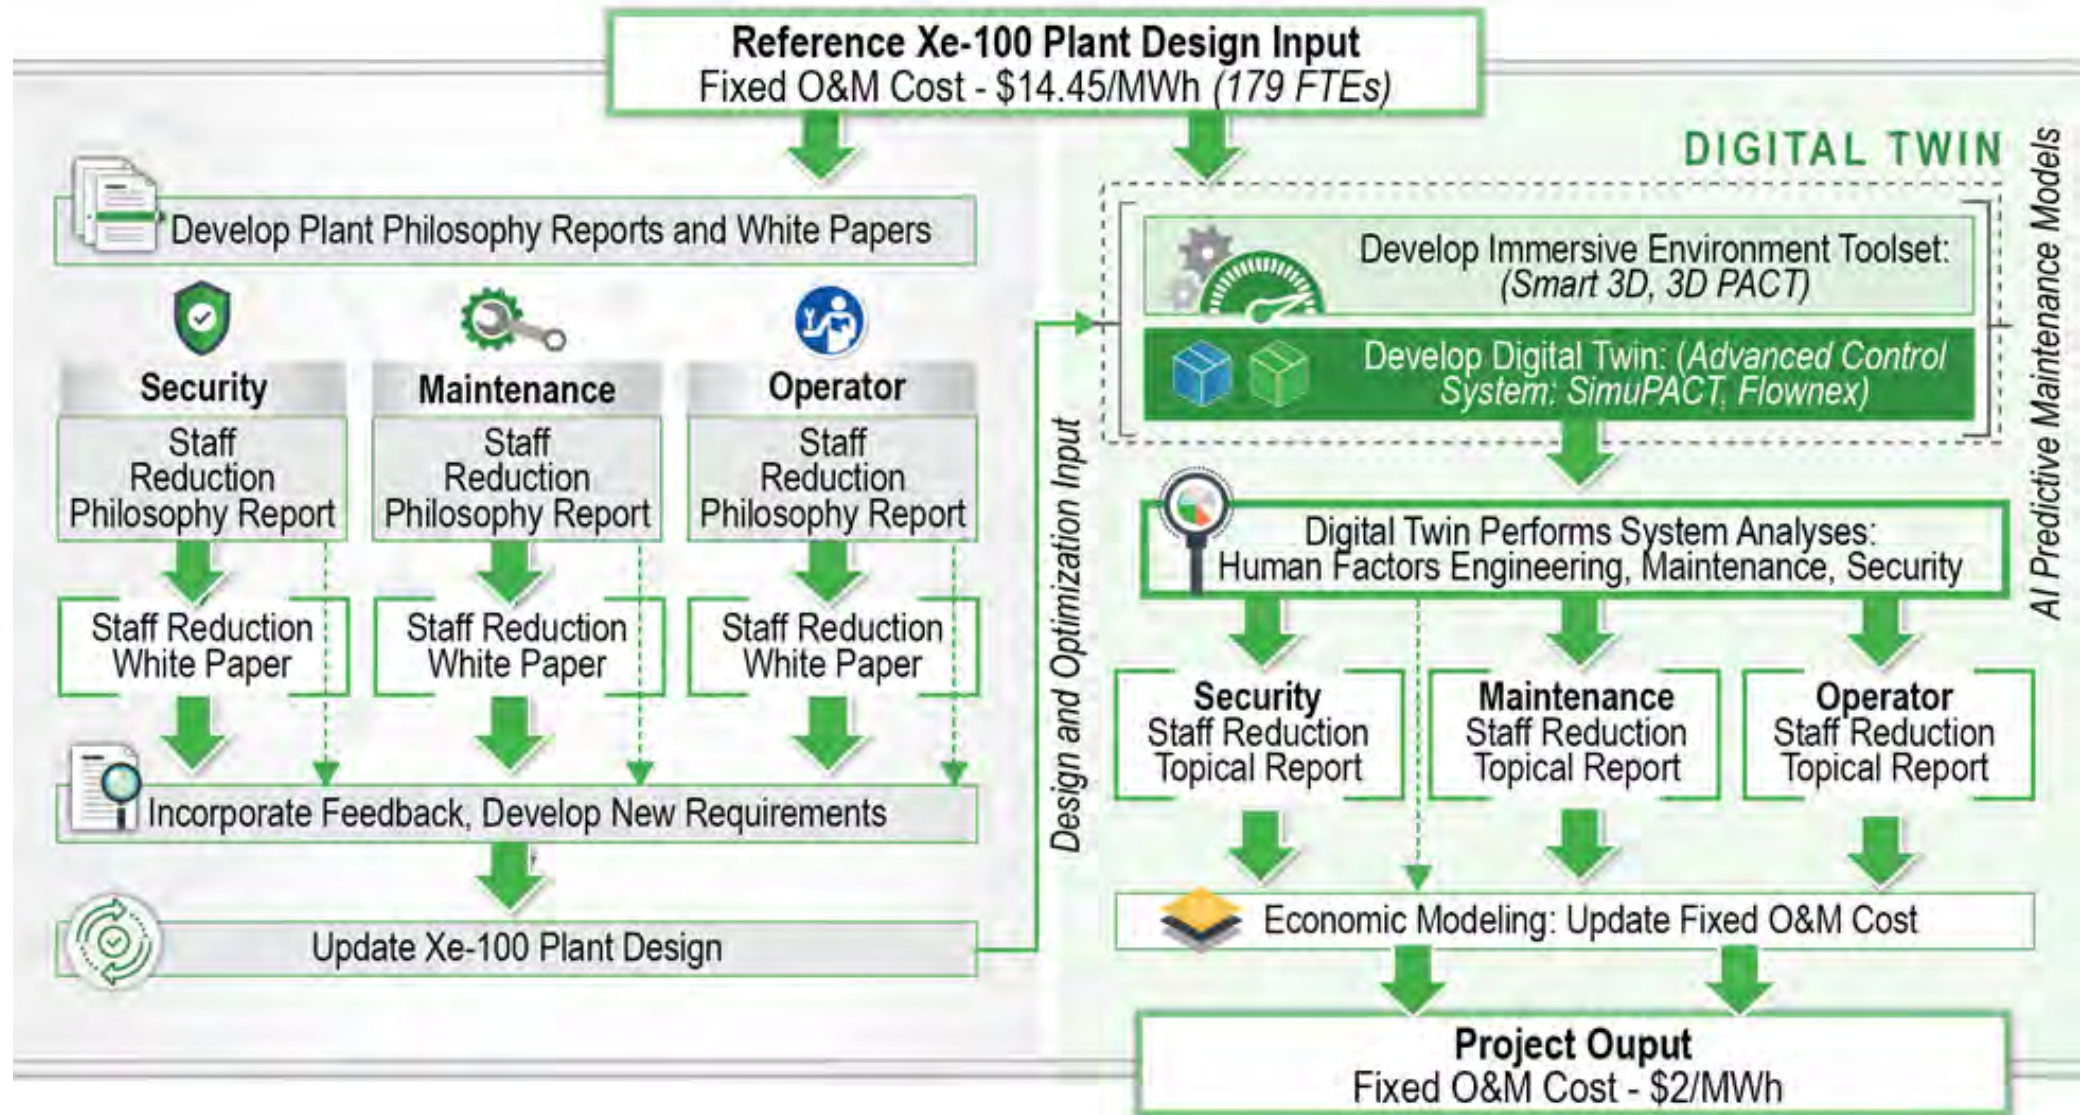 Reference Xe-100 Plant Design Input
Fixed O&M Cost - $14.45/MWh (179 FTEs)
Develop Plant Philosophy Reports and White Papers
Security
Staff
Reduction
Philosophy Report
Maintenance
Staff
Reduction
Philosophy Report
Operator
Staff
Reduction
Philosophy Report
Staff Reduction
White Paper
Staff Reduction
White Paper
Staff Reduction
White Paper
Incorporate Feedback, Develop New Requirements
Update Xe-100 Plant Design
Design and Optimization Input
DIGITAL TWIN
AI Predictive Maintenance Models
Develop Immersive Environment Toolset:
(Smart 3D, 3D PACT)
Develop Digital Twin: (Advanced Control
System: SimuPACT, Flownex)
Digital Twin Performs System Analyses:
Human Factors Engineering, Maintenance, Security
Security
Staff Reduction
Topical Report
Maintenance
Staff Reduction
Topical Report
Operator
Staff Reduction
Topical Report
Economic Modeling: Update Fixed O&M Cost
Project Ouput
Fixed O&M Cost - $2/MWh